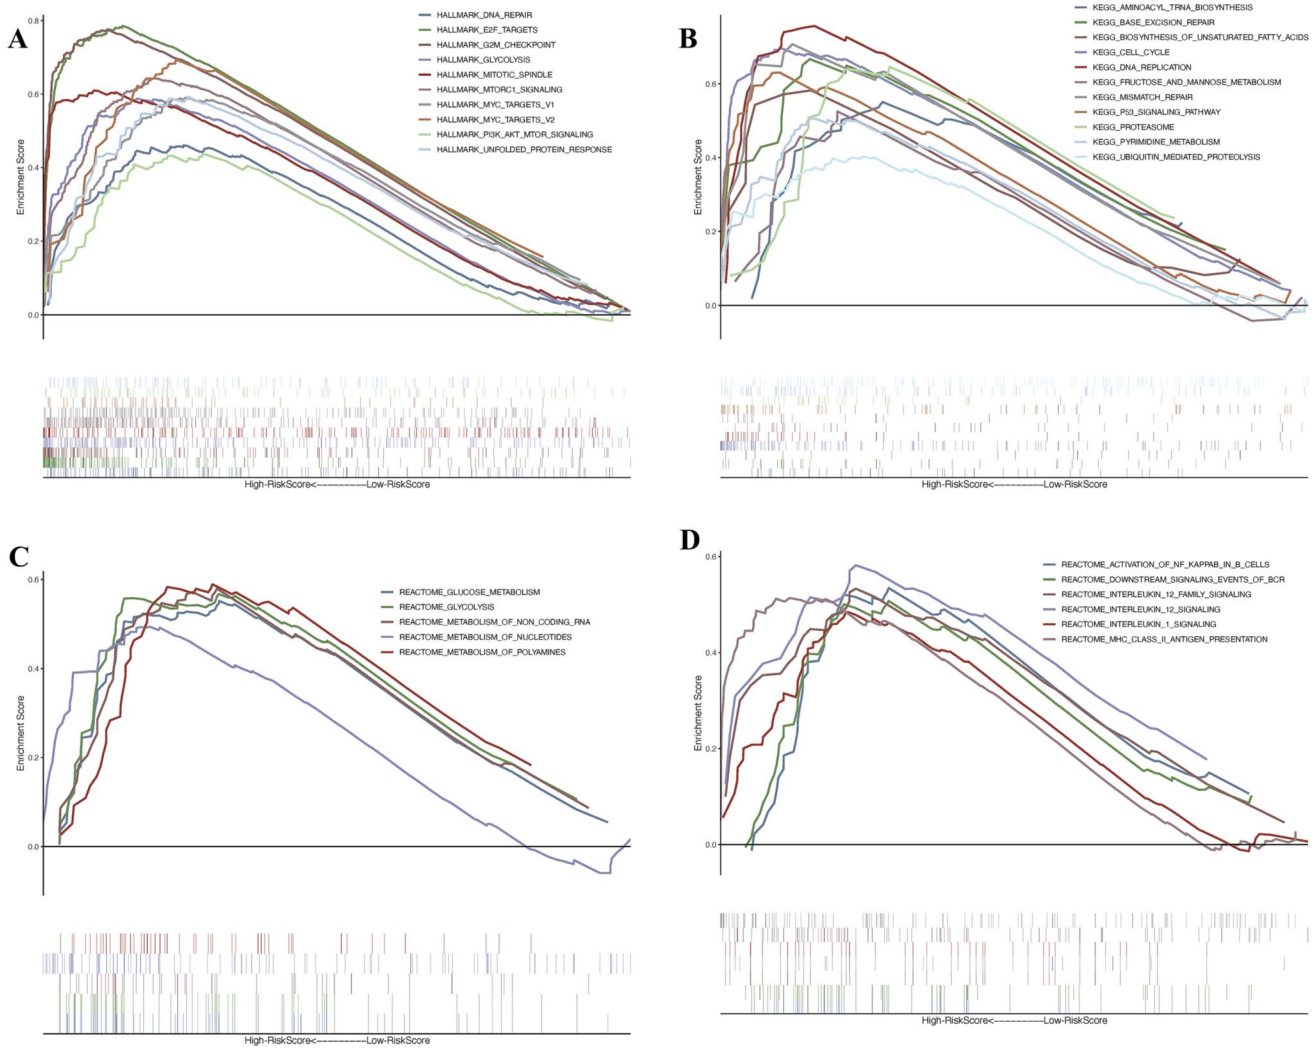 A
Enrichment Score
0.8
0.6
0.4
0.2
0.0
HALLMARK_DNA_REPAIR
HALLMARK_E2F_TARGETS
HALLMARK_G2M_CHECKPOINT
HALLMARK_GLYCOLYSIS
HALLMARK_MITOTIC_SPINDLE
HALLMARK_MTORC1_SIGNALING
HALLMARK_MYC_TARGETS_V1
HALLMARK_MYC_TARGETS_V2
HALLMARK_PI3K_AKT_MTOR_SIGNALING
HALLMARK_UNFOLDED_PROTEIN_RESPONSE
High-RiskScore<----------Low-RiskScore
B
Enrichment Score
0.6
0.4
0.2
0.0
KEGG_AMINOACYL_TRNA_BIOSYNTHESIS
KEGG_BASE_EXCISION_REPAIR
KEGG_BIOSYNTHESIS_OF_UNSATURATED_FATTY_ACIDS
KEGG_CELL_CYCLE
KEGG_DNA_REPLICATION
KEGG_FRUCTOSE_AND_MANNOSE_METABOLISM
KEGG_MISMATCH_REPAIR
KEGG_P53_SIGNALING_PATHWAY
KEGG_PROTEASOME
KEGG_PYRIMIDINE_METABOLISM
KEGG_UBIQUITIN_MEDIATED_PROTEOLYSIS
High-RiskScore<----------Low-RiskScore
C
Enrichment Score
0.6
0.4
0.2
0.0
REACTOME_GLUCOSE_METABOLISM
REACTOME_GLYCOLYSIS
REACTOME_METABOLISM_OF_NON_CODING_RNA
REACTOME_METABOLISM_OF_NUCLEOTIDES
REACTOME_METABOLISM_OF_POLYAMINES
High-RiskScore<----------Low-RiskScore
D
Enrichment Score
0.6
0.4
0.2
0.0
REACTOME_ACTIVATION_OF_NF_KAPPAB_IN_B_CELLS
REACTOME_DOWNSTREAM_SIGNALING_EVENTS_OF_BCR
REACTOME_INTERLEUKIN_12_FAMILY_SIGNALING
REACTOME_INTERLEUKIN_12_SIGNALING
REACTOME_INTERLEUKIN_1_SIGNALING
REACTOME_MHC_CLASS_II_ANTIGEN_PRESENTATION
High-RiskScore<----------Low-RiskScore